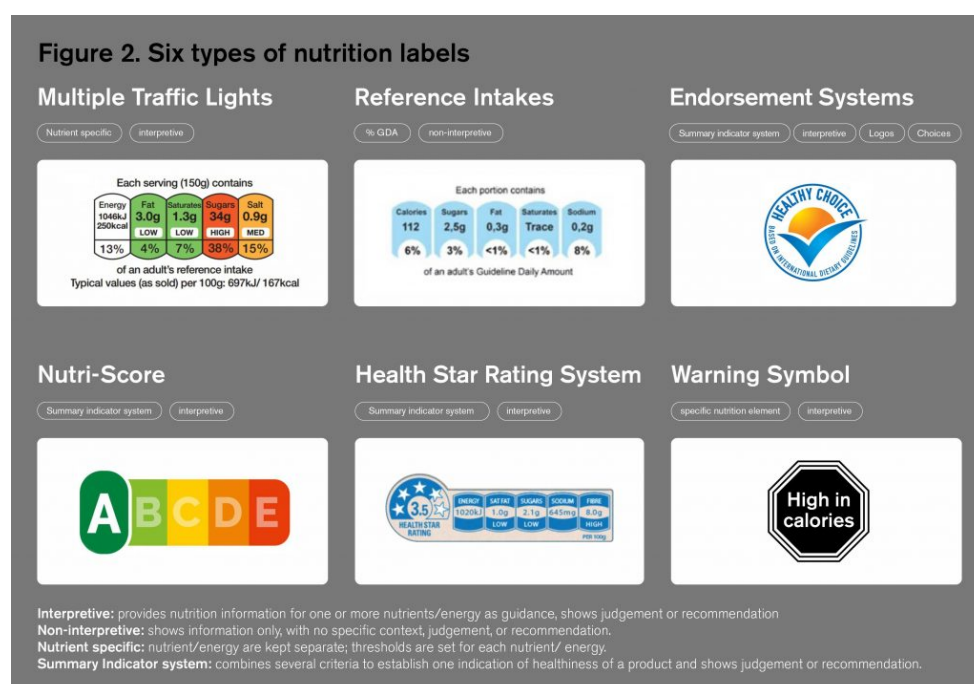 Figure 2. Six types of nutrition labels
Multiple Traffic Lights
Nutrient specific
interpretive
Each serving (150g) contains
Energy
1046kJ
250kcal
13%
Fat
3.0g
LOW
4%
Saturates
1.3g
LOW
7%
Sugars
34g
HIGH
38%
Salt
0.9g
MED
15%
of an adult's reference intake
Typical values (as sold) per 100g: 697kJ/ 167kcal
Reference Intakes
% GDA
non-interpretive
Each portion contains
Calories
112
6%
Sugars
2,5g
3%
Fat
0,3g
<1%
Saturates
Trace
<1%
Sodium
0,2g
8%
of an adult's Guideline Daily Amount
Endorsement Systems
Summary indicator system
interpretive
Logos
Choices
HEALTHY CHOICE
BASED ON INTERNATIONAL DIETARY GUIDELINES
Nutri-Score
Summary indicator system
interpretive
A B C D E
Health Star Rating System
Summary indicator system
interpretive
3.5
HEALTH STAR
RATING
ENERGY
1020kJ
SAT FAT
1.0g
LOW
SUGARS
2.1g
LOW
SODIUM
645mg
FIBRE
8.0g
HIGH
PER 100g
Warning Symbol
specific nutrition element
interpretive
High in
calories
Interpretive: provides nutrition information for one or more nutrients/energy as guidance, shows judgement or recommendation
Non-interpretive: shows information only, with no specific context, judgement, or recommendation.
Nutrient specific: nutrient/energy are kept separate; thresholds are set for each nutrient/ energy.
Summary Indicator system: combines several criteria to establish one indication of healthiness of a product and shows judgement or recommendation.